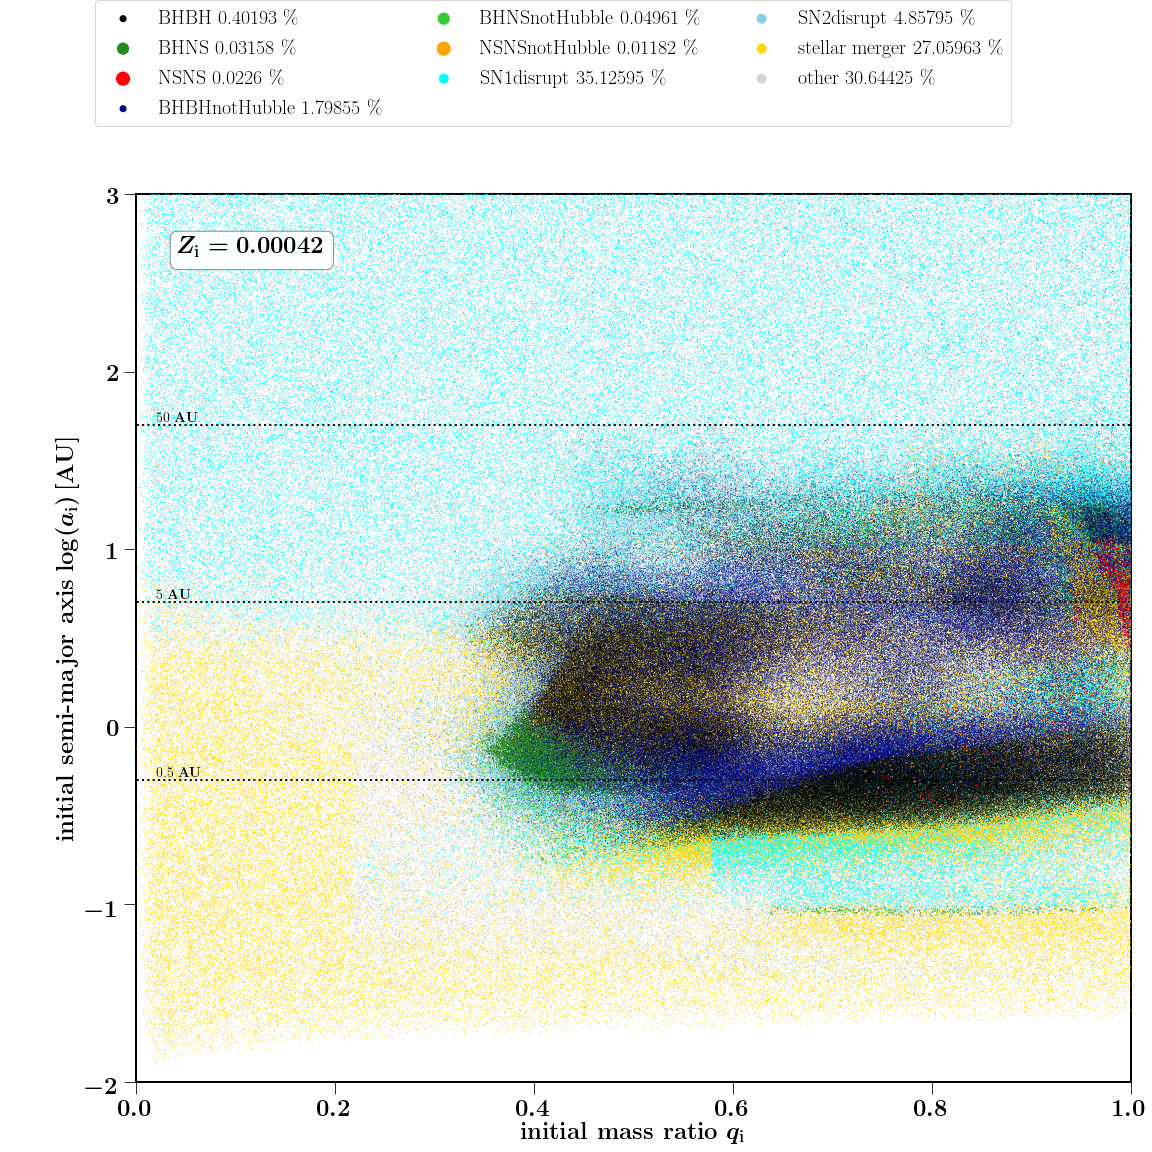 BHBH 0.40193 % BHNSnotHubble 0.04961 % SN2disrupt 4.85795 %
BHNS 0.03158 % NSNSnotHubble 0.01182 % stellar merger 27.05963 %
NSNS 0.0226 % SN1disrupt 35.12595 % other 30.64425 %
BHBHnotHubble 1.79855 %
3
Zi = 0.00042
2
50 AU
1
5 AU
0
0.5 AU
−1
−2
initial semi-major axis log(ai) [AU]
0.0 0.2 0.4 0.6 0.8 1.0
initial mass ratio qi